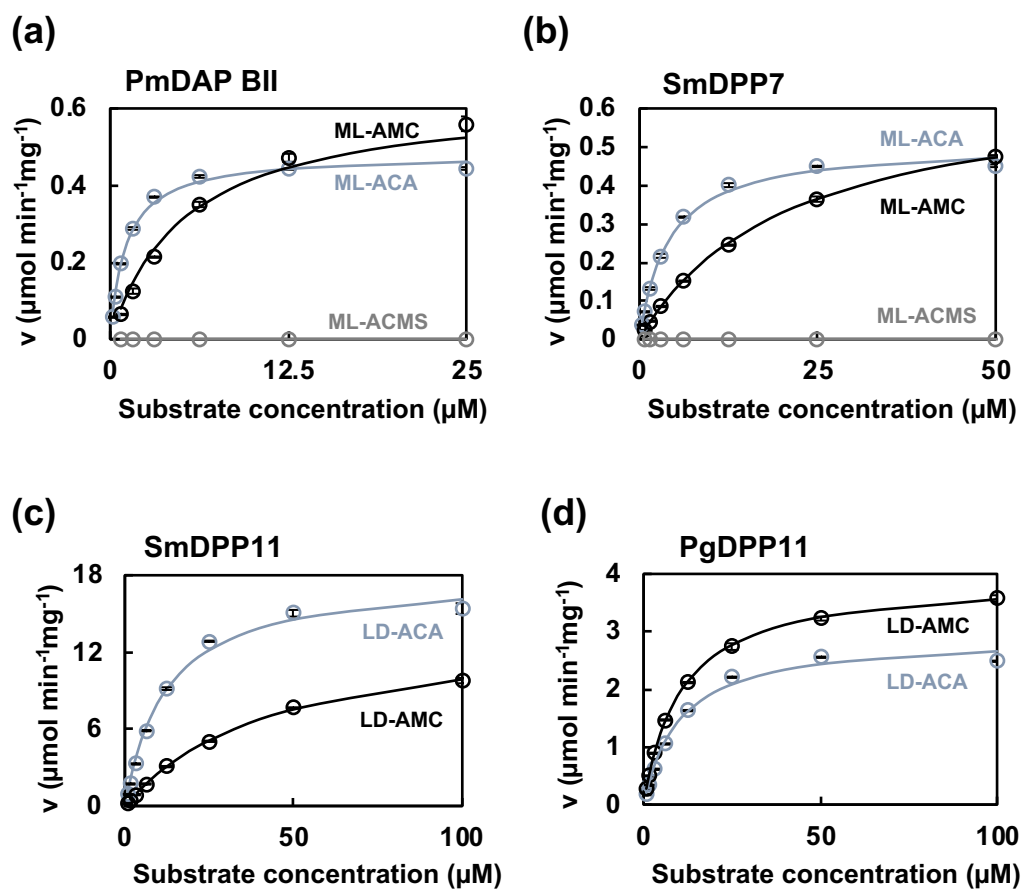 (a)
PmDAP BII
v (µmol min⁻¹mg⁻¹)
0.6
0.4
0.2
0
ML-AMC
ML-ACA
ML-ACMS
0
12.5
25
Substrate concentration (µM)
(b)
SmDPP7
v (µmol min⁻¹mg⁻¹)
0.6
0.5
0.4
0.3
0.2
0.1
0
ML-ACA
ML-AMC
ML-ACMS
0
25
50
Substrate concentration (µM)
(c)
SmDPP11
v (µmol min⁻¹mg⁻¹)
18
12
6
0
LD-ACA
LD-AMC
0
50
100
Substrate concentration (µM)
(d)
PgDPP11
v (µmol min⁻¹mg⁻¹)
4
3
2
1
0
LD-AMC
LD-ACA
0
50
100
Substrate concentration (µM)